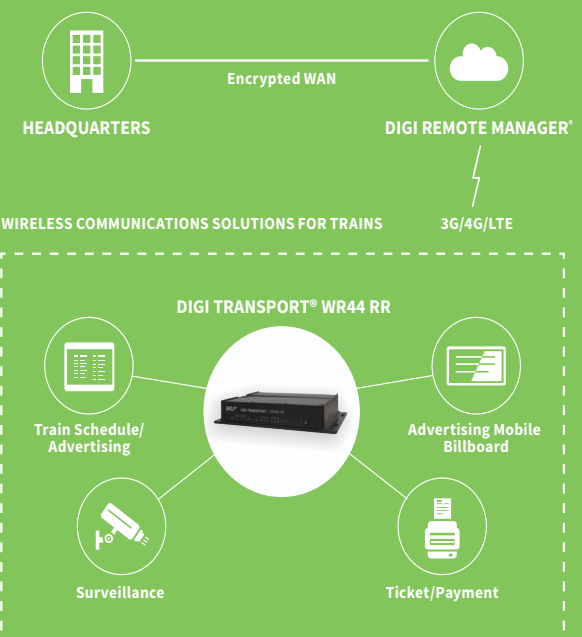 Encrypted WAN
HEADQUARTERS
DIGI REMOTE MANAGER®
WIRELESS COMMUNICATIONS SOLUTIONS FOR TRAINS
3G/4G/LTE
DIGI TRANSPORT® WR44 RR
Train Schedule/
Advertising
Advertising Mobile
Billboard
Surveillance
Ticket/Payment
DIGI